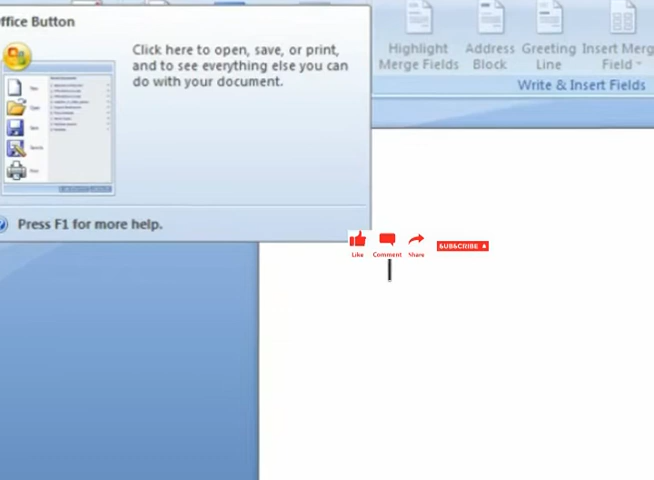 ffice Button
Click here to open, save, or print,
and to see everything else you can
do with your document.
Press F1 for more help.
Highlight
Merge Fields
Address
Block
Greeting
Line
Insert Merg
Field
Write & Insert Fields
Like
Comment
Share
SUBSCRIBE